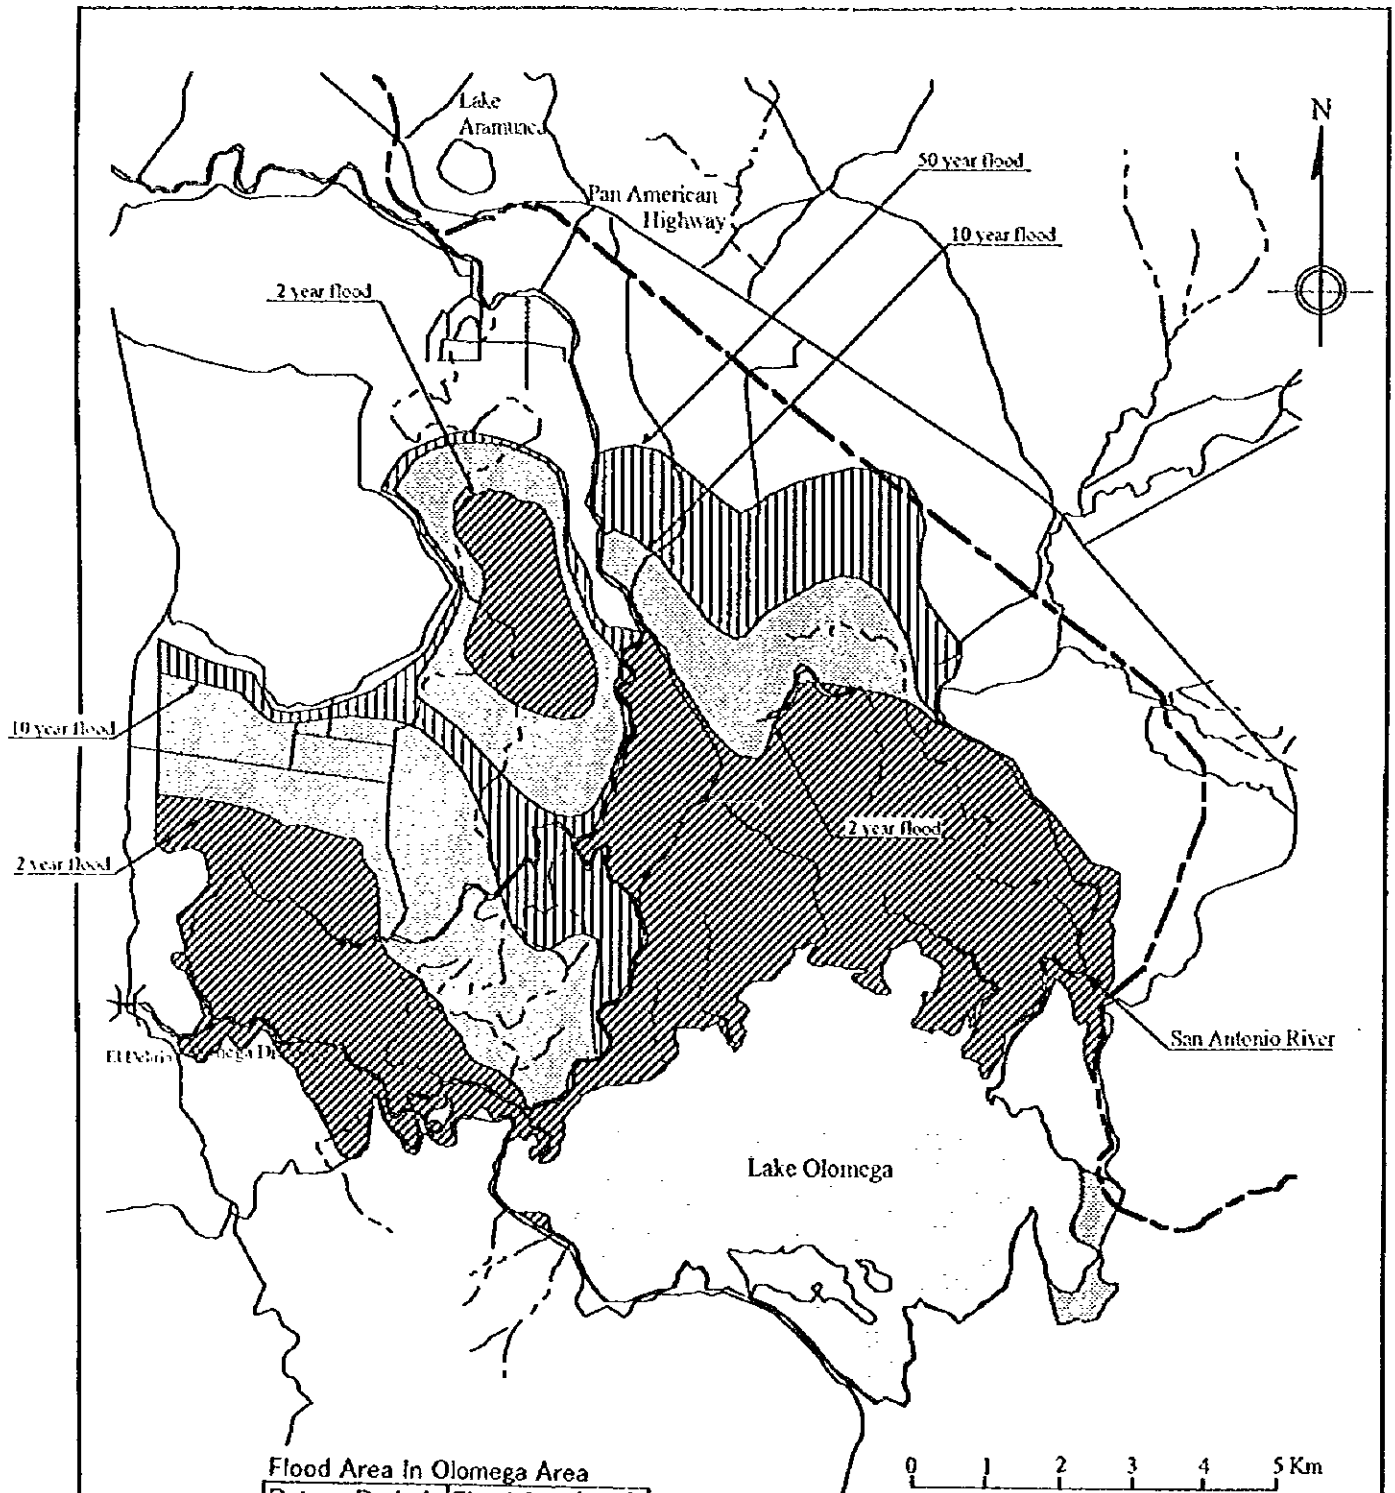 Lake
N
50 year flood
Pan American
Highway
10 year flood
2 year flood
10 year flood
2 year flood
2 year flood
San Antonio River
Lake Olomega
Flood Area In Olomega Area
0 1 2 3 4 5 Km